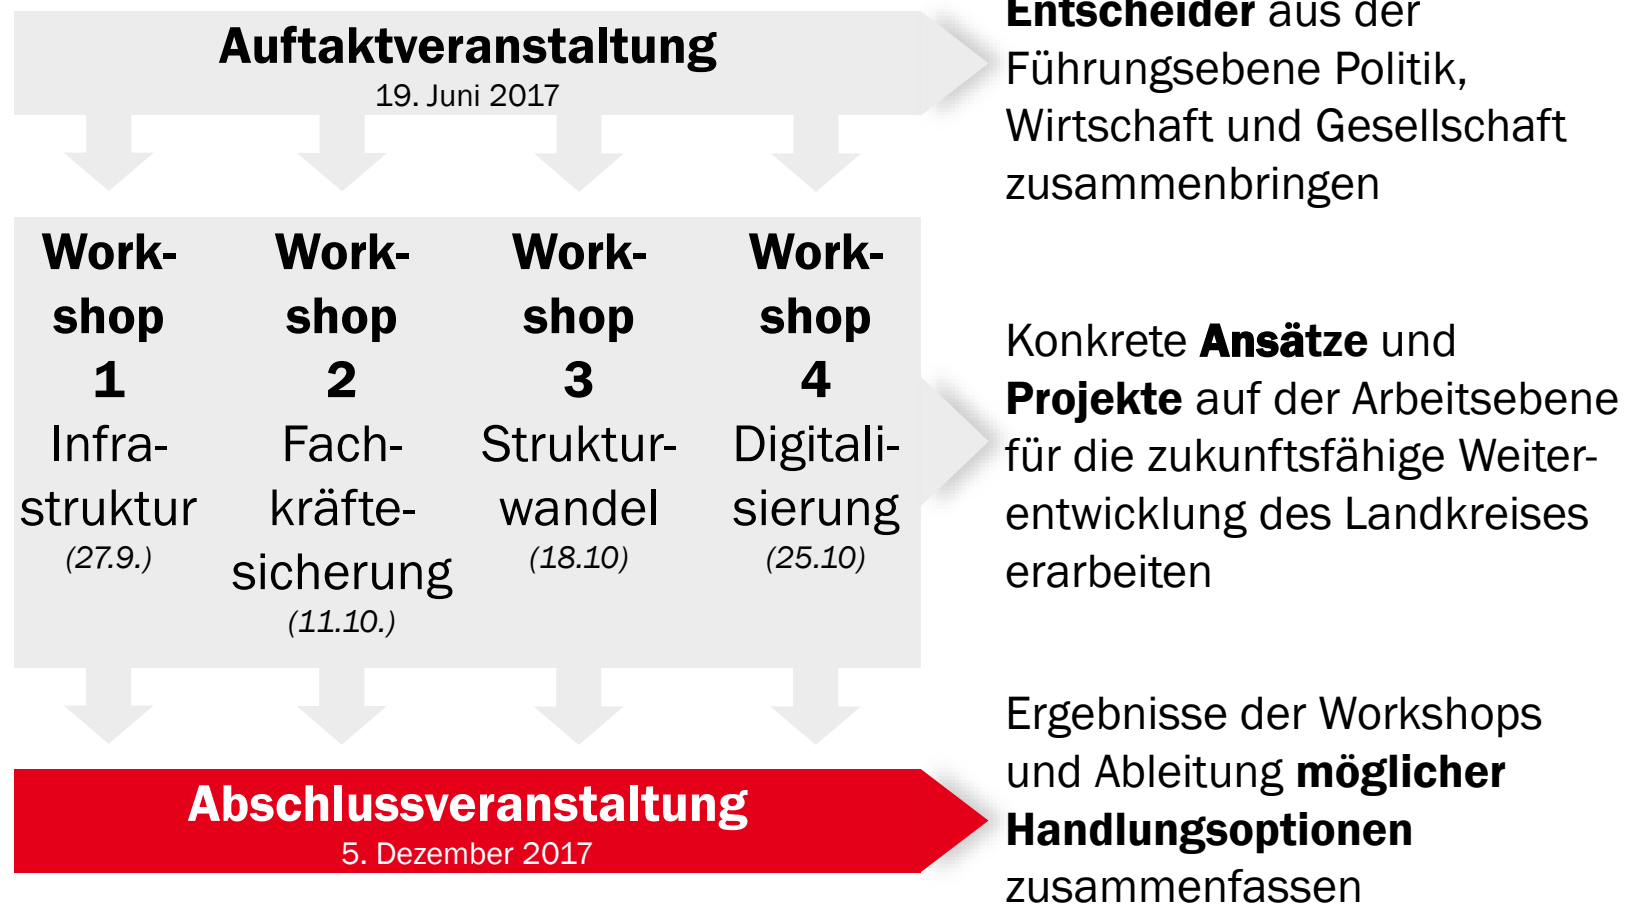 Auftaktveranstaltung
19. Juni 2017
Entscheider aus der
Führungsebene Politik,
Wirtschaft und Gesellschaft
zusammenbringen
Work-
shop
1
Infra-
struktur
(27.9.)
Work-
shop
2
Fach-
kräfte-
sicherung
(11.10.)
Work-
shop
3
Struktur-
wandel
(18.10)
Work-
shop
4
Digitali-
sierung
(25.10)
Konkrete Ansätze und
Projekte auf der Arbeitsebene
für die zukunftsfähige Weiter-
entwicklung des Landkreises
erarbeiten
Abschlussveranstaltung
5. Dezember 2017
Ergebnisse der Workshops
und Ableitung möglicher
Handlungsoptionen
zusammenfassen